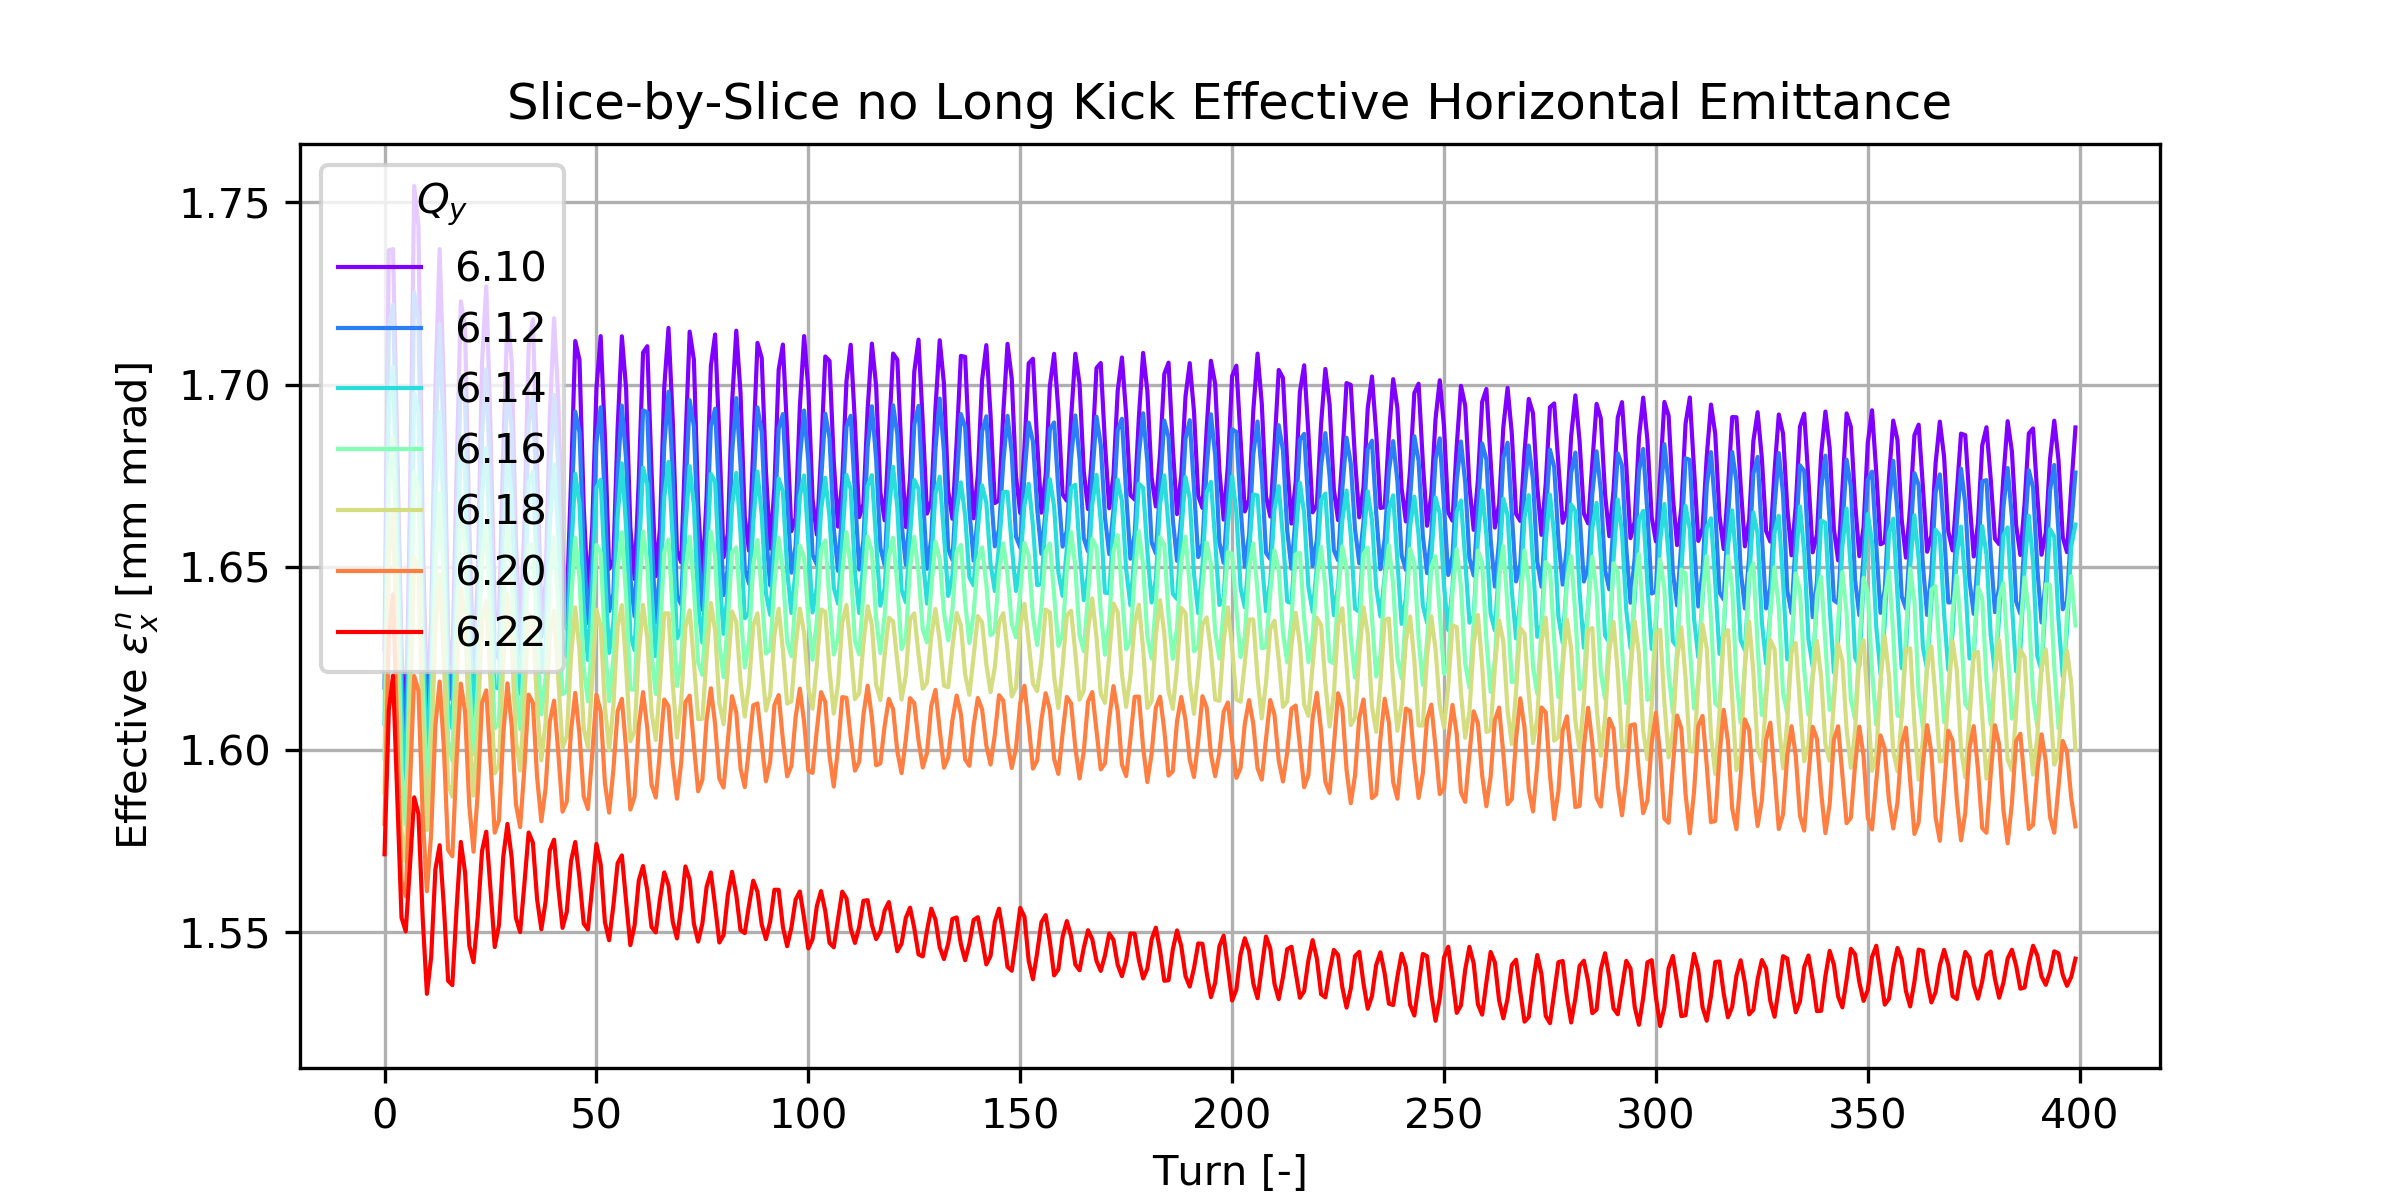 Slice-by-Slice no Long Kick Effective Horizontal Emittance
Effective εₓⁿ [mm mrad]
1.75
1.70
1.65
1.60
1.55
Q_y
6.10
6.12
6.14
6.16
6.18
6.20
6.22
0 50 100 150 200 250 300 350 400
Turn [-]